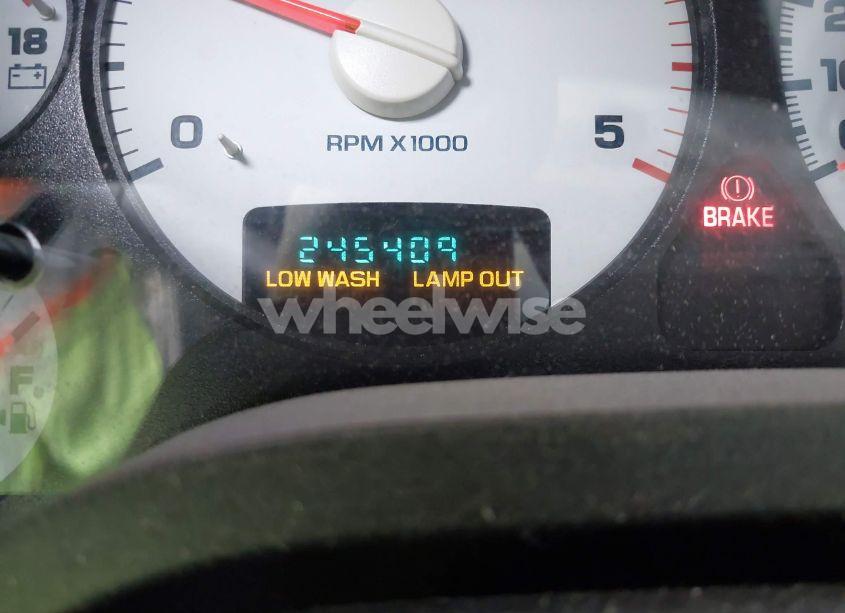 18
0
5
RPM X1000
BRAKE
245409
LOW WASH LAMP OUT
wheelwise
F